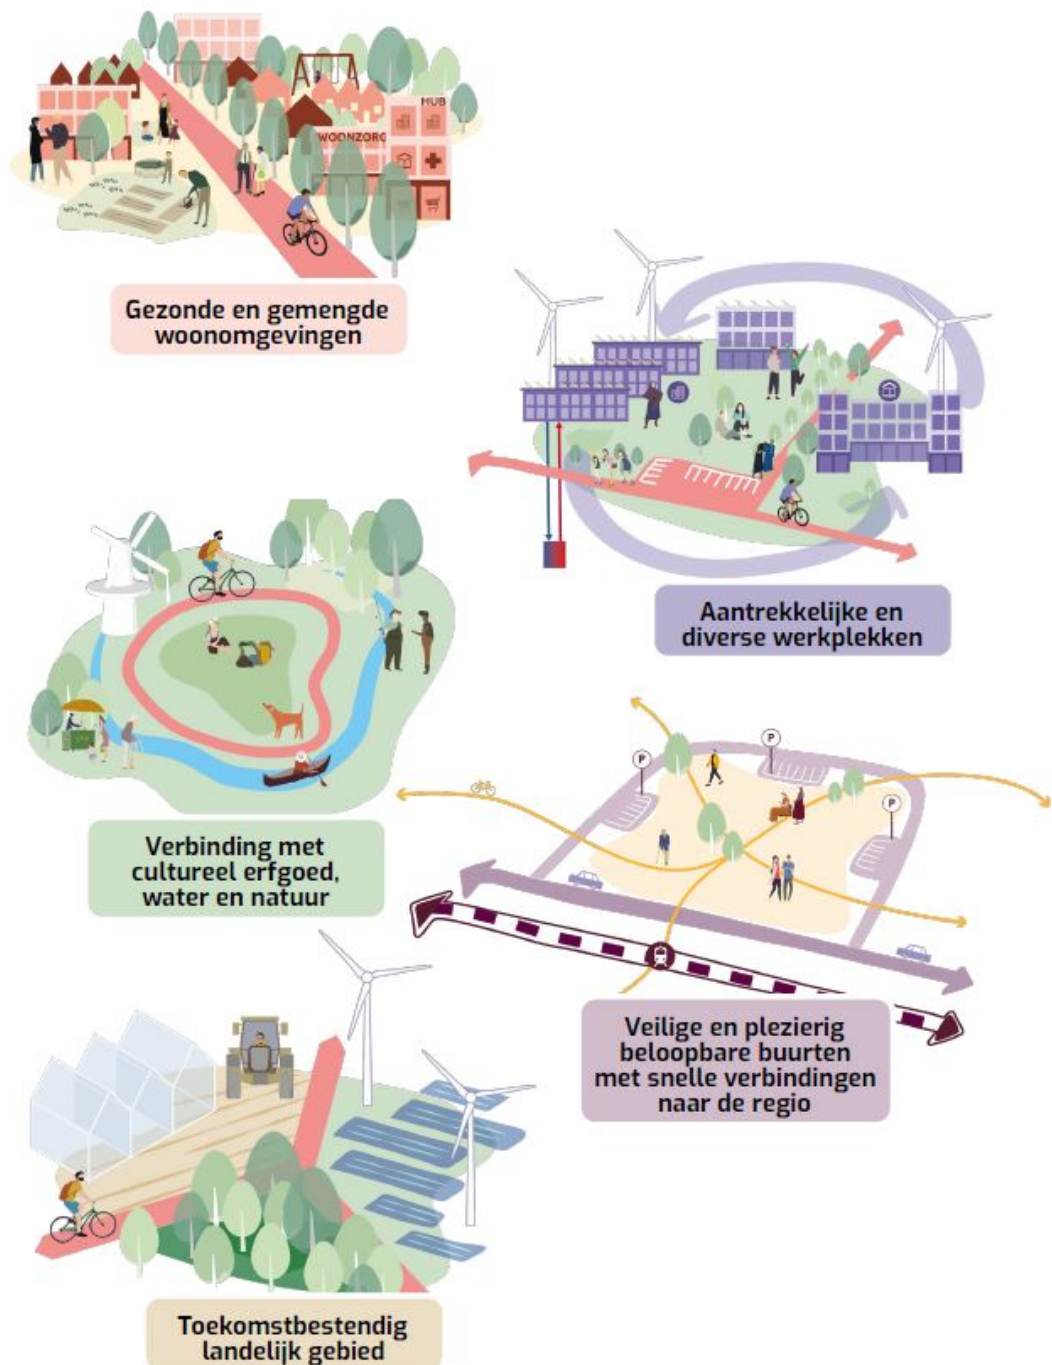 HUB
WOONZORG
Gezonde en gemengde
woonomgevingen
Aantrekkelijke en
diverse werkplekken
Verbinding met
cultureel erfgoed,
water en natuur
P
P
P
Veilige en plezierig
beloopbare buurten
met snelle verbindingen
naar de regio
Toekomstbestendig
landelijk gebied